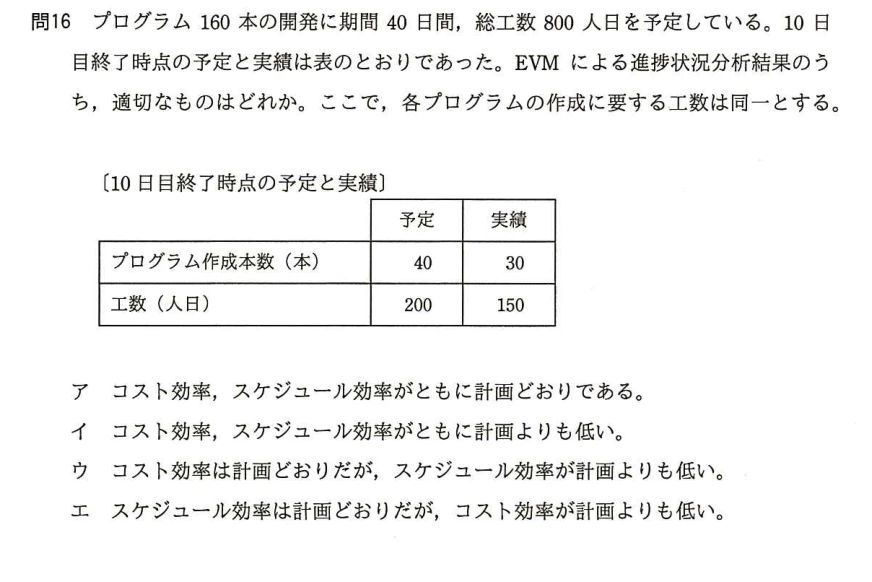 問16 プログラム 160 本の開発に期間 40 日間，総工数 800 人日を予定している。10 日
目終了時点の予定と実績は表のとおりであった。EVM による進捗状況分析結果のう
ち，適切なものはどれか。ここで，各プログラムの作成に要する工数は同一とする。
〔10 日目終了時点の予定と実績〕
予定 実績
プログラム作成本数（本） 40 30
工数（人日） 200 150
ア コスト効率，スケジュール効率がともに計画どおりである。
イ コスト効率，スケジュール効率がともに計画よりも低い。
ウ コスト効率は計画どおりだが，スケジュール効率が計画よりも低い。
エ スケジュール効率は計画どおりだが，コスト効率が計画よりも低い。